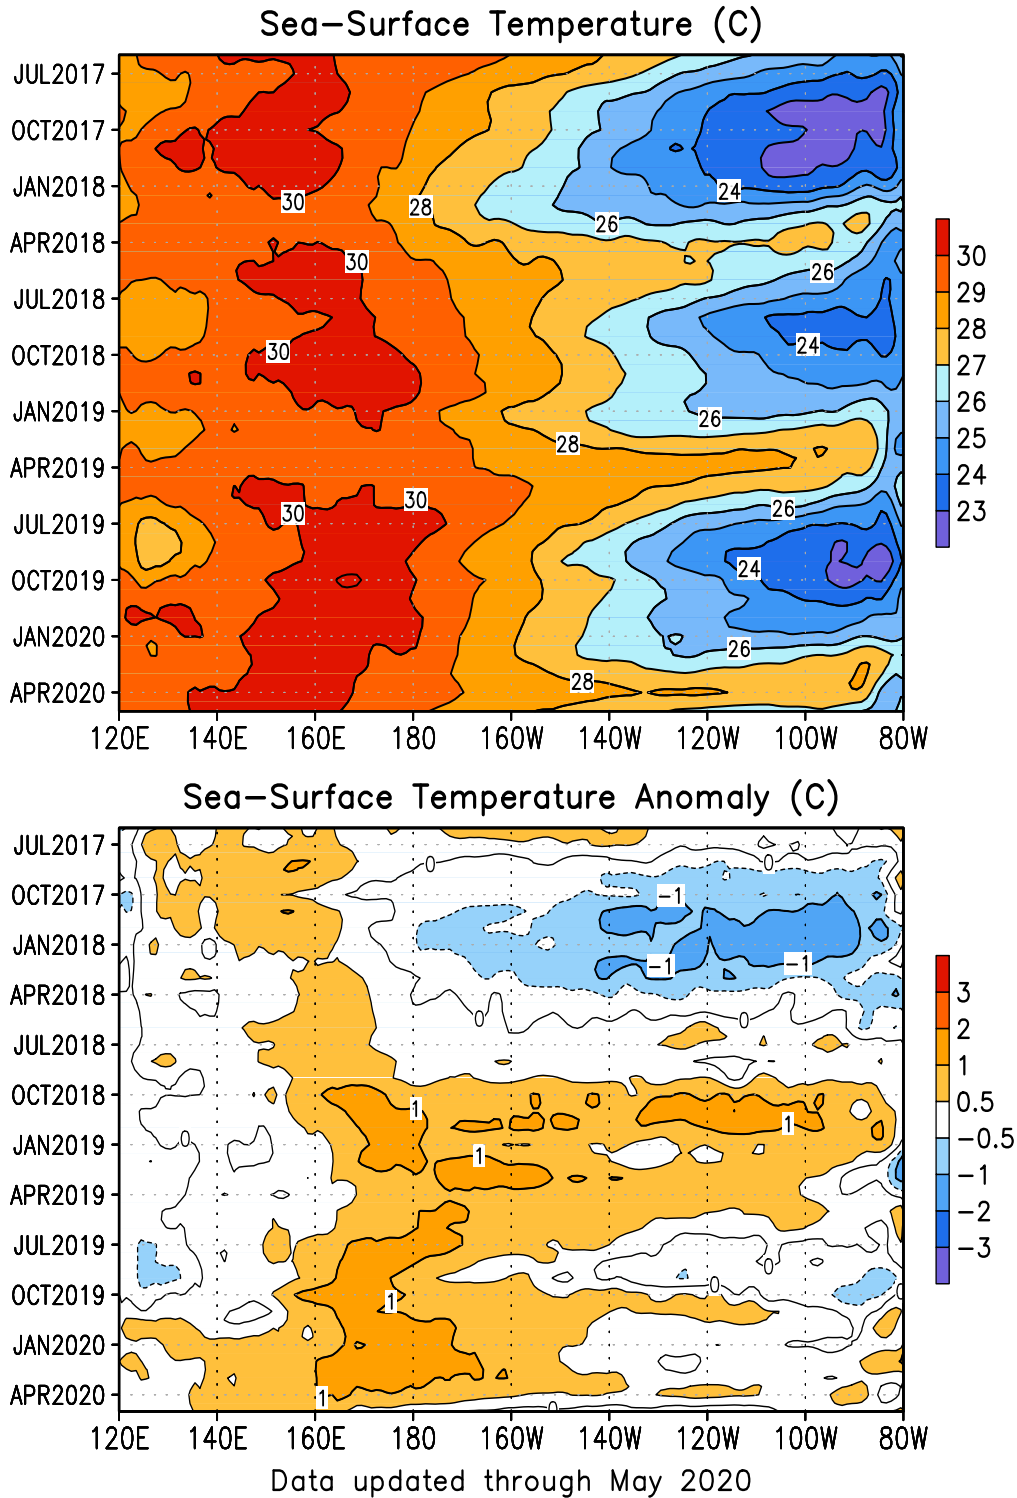 Sea-Surface Temperature (C)
JUL2017
OCT2017
JAN2018
APR2018
JUL2018
OCT2018
JAN2019
APR2019
JUL2019
OCT2019
JAN2020
APR2020
30
28
24
26
30
26
30
24
26
28
30
30
26
24
26
28
120E 140E 160E 180 160W 140W 120W 100W 80W
30
29
28
27
26
25
24
23
Sea-Surface Temperature Anomaly (C)
JUL2017
OCT2017
JAN2018
APR2018
JUL2018
OCT2018
JAN2019
APR2019
JUL2019
OCT2019
JAN2020
APR2020
0
0
-1
-1
-1
0
0
1
1
0
1
0
0
1
1
0
120E 140E 160E 180 160W 140W 120W 100W 80W
3
2
1
0.5
-0.5
-1
-2
-3
Data updated through May 2020